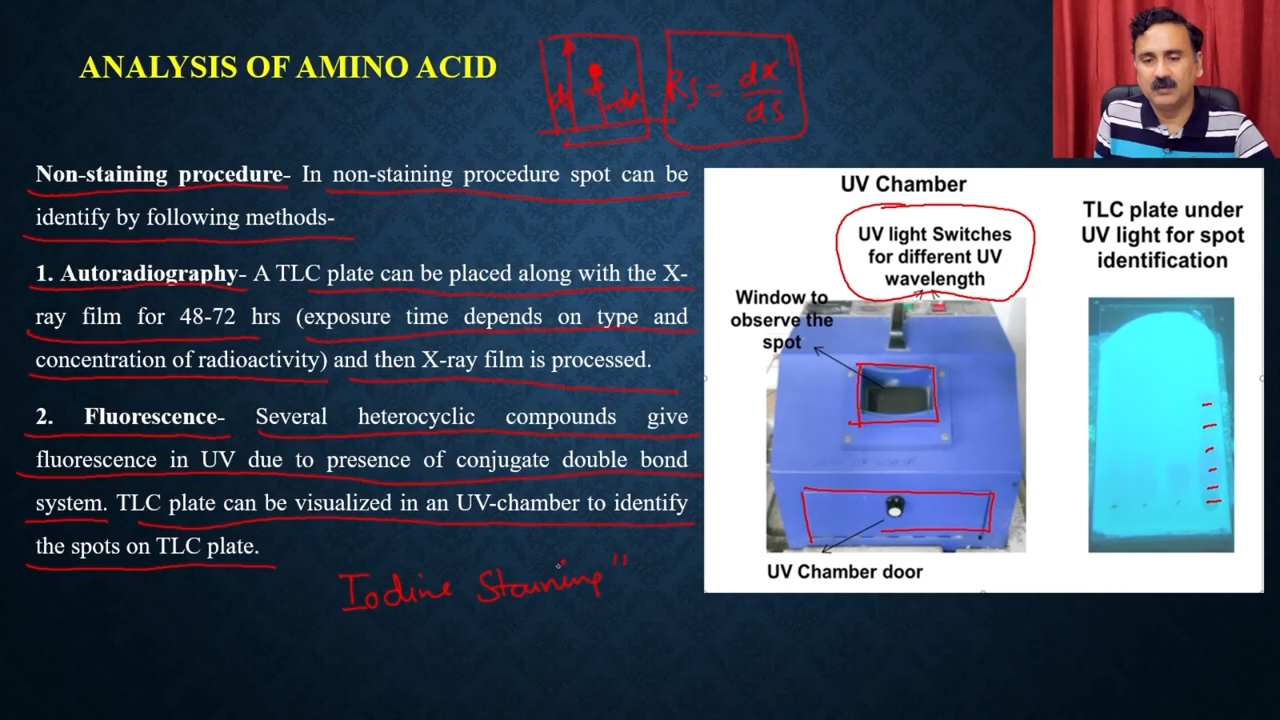 ANALYSIS OF AMINO ACID
ds
dx
Rf = dx
ds
Non-staining procedure- In non-staining procedure spot can be
identify by following methods-
1. Autoradiography- A TLC plate can be placed along with the X-
ray film for 48-72 hrs (exposure time depends on type and
concentration of radioactivity) and then X-ray film is processed.
2. Fluorescence- Several heterocyclic compounds give
fluorescence in UV due to presence of conjugate double bond
system. TLC plate can be visualized in an UV-chamber to identify
the spots on TLC plate.
Iodine Staining"
UV Chamber
UV light Switches
for different UV
wavelength
Window to
observe the
spot
UV Chamber door
TLC plate under
UV light for spot
identification